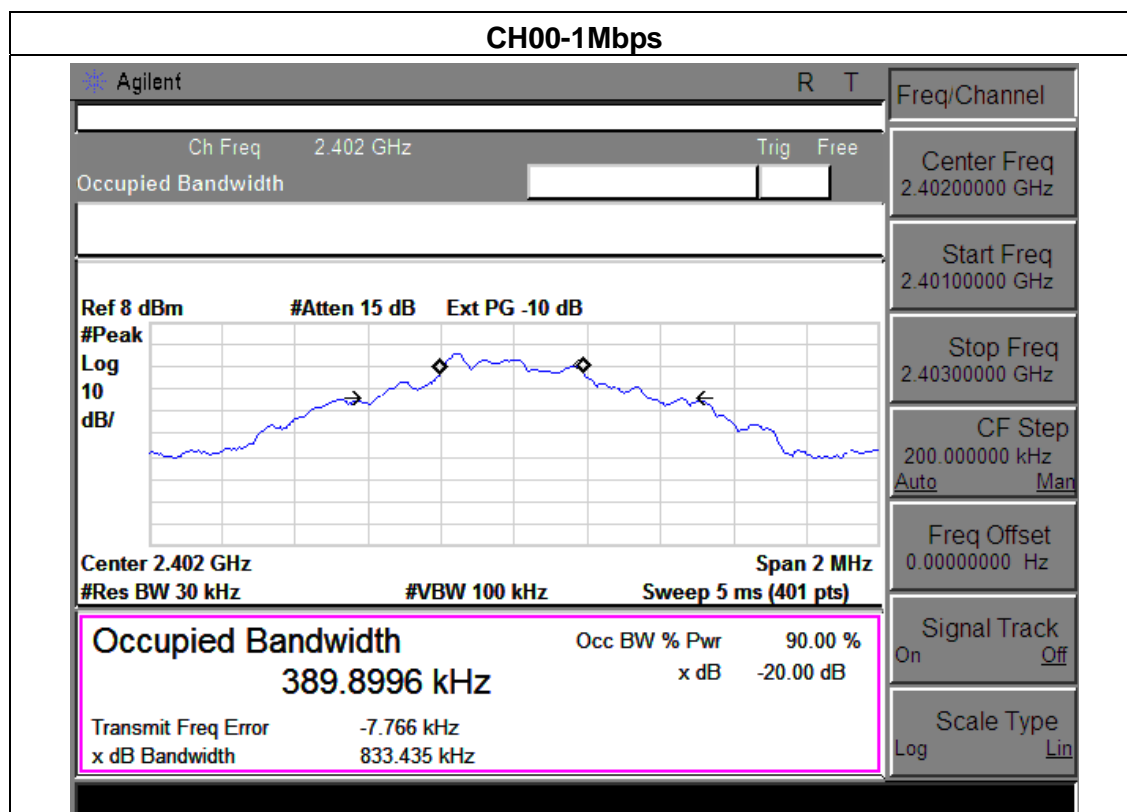 CH00-1Mbps
Agilent R T
Ch Freq 2.402 GHz Trig Free
Occupied Bandwidth
Ref 8 dBm #Atten 15 dB Ext PG -10 dB
#Peak
Log
10
dB/
Center 2.402 GHz Span 2 MHz
#Res BW 30 kHz #VBW 100 kHz Sweep 5 ms (401 pts)
Occupied Bandwidth
389.8996 kHz
Occ BW % Pwr 90.00 %
x dB -20.00 dB
Transmit Freq Error -7.766 kHz
x dB Bandwidth 833.435 kHz
Freq/Channel
Center Freq
2.40200000 GHz
Start Freq
2.40100000 GHz
Stop Freq
2.40300000 GHz
CF Step
200.000000 kHz
Auto Man
Freq Offset
0.00000000 Hz
Signal Track
On Off
Scale Type
Log Lin